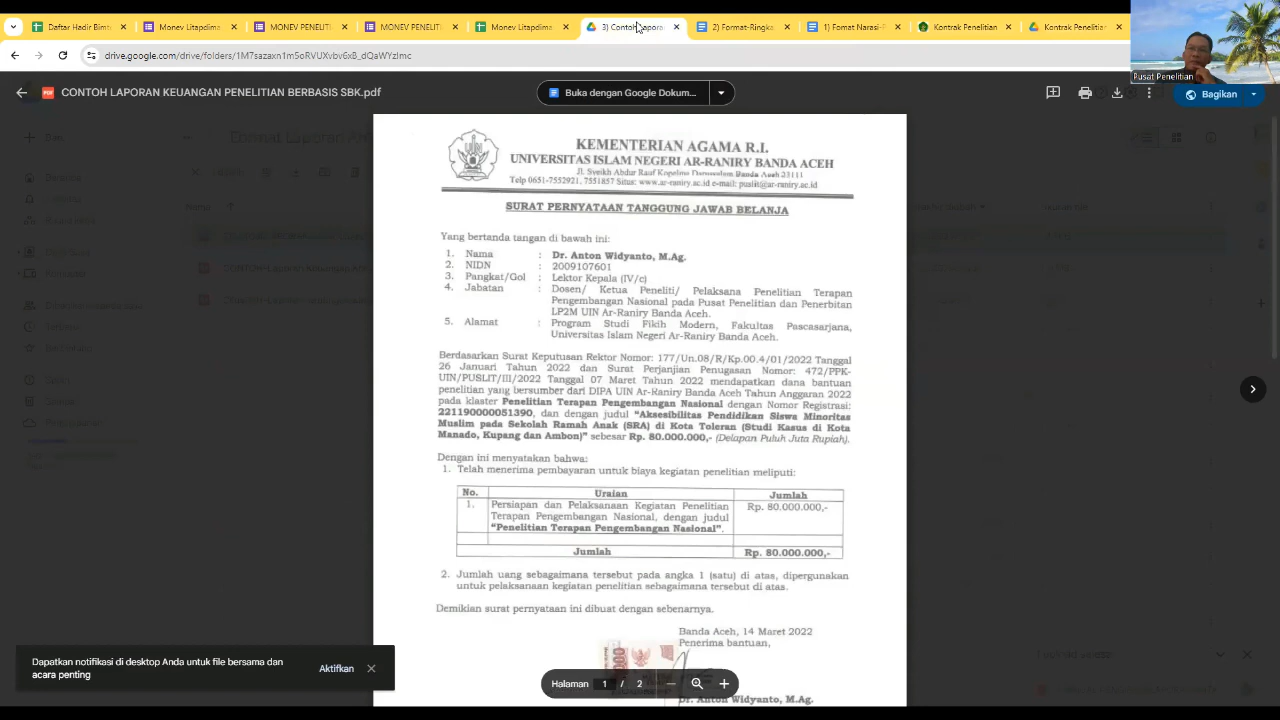 Daftar Hadir Bimt
Monev Litapdima
MONEV PENELITI
MONEV PENELITI
Monev Litapdima
3) Contoh Laporan
2) Format-Ringka
1) Fomat Narasi-F
Kontrak Penelitian
Kontrak Penelitian
drive.google.com/drive/folders/
Pusat Penelitian
CONTOH LAPORAN KEUANGAN PENELITIAN BERBASIS SBK.pdf
Buka dengan Google Dokum...
Bagikan
KEMENTERIAN AGAMA R.I.
UNIVERSITAS ISLAM NEGERI AR-RANIRY BANDA ACEH
Jl. Syeikh Abdur Rauf Kopelma Darussalam Banda Aceh 23111
Telp 0651-7552921, 7551857 Situs: www.ar-raniry.ac.id e-mail: puslit@ar-raniry.ac.id
SURAT PERNYATAAN TANGGUNG JAWAB BELANJA
Yang bertanda tangan di bawah ini:
1. Nama : Dr. Anton Widyanto, M.Ag.
2. NIDN : 2009107601
3. Pangkat/Gol : Lektor Kepala (IV/c)
4. Jabatan : Dosen/ Ketua Peneliti/ Pelaksana Penelitian Terapan
Pengembangan Nasional pada Pusat Penelitian dan Penerbitan
LP2M UIN Ar-Raniry Banda Aceh.
5. Alamat : Program Studi Fikih Modern, Fakultas Pascasarjana,
Universitas Islam Negeri Ar-Raniry Banda Aceh.
Berdasarkan Surat Keputusan Rektor Nomor: 177/Un.08/R/Kp.00.4/01/2022 Tanggal
26 Januari Tahun 2022 dan Surat Perjanjian Penugasan Nomor: 472/PPK-
UIN/PUSLIT/III/2022 Tanggal 07 Maret Tahun 2022 mendapatkan dana bantuan
penelitian yang bersumber dari DIPA UIN Ar-Raniry Banda Aceh Tahun Anggaran 2022
pada klaster Penelitian Terapan Pengembangan Nasional dengan Nomor Registrasi:
221190000051390, dan dengan judul “Aksesibilitas Pendidikan Siswa Minoritas
Muslim pada Sekolah Ramah Anak (SRA) di Kota Toleran (Studi Kasus di Kota
Manado, Kupang dan Ambon)” sebesar Rp. 80.000.000,- (Delapan Puluh Juta Rupiah).
Dengan ini menyatakan bahwa:
1. Telah menerima pembayaran untuk biaya kegiatan penelitian meliputi:
No. Uraian Jumlah
1. Persiapan dan Pelaksanaan Kegiatan Penelitian Rp. 80.000.000,-
Terapan Pengembangan Nasional, dengan judul
“Penelitian Terapan Pengembangan Nasional”.
Jumlah Rp. 80.000.000,-
2. Jumlah uang sebagaimana tersebut pada angka 1 (satu) di atas, dipergunakan
untuk pelaksanaan kegiatan penelitian sebagaimana tersebut di atas.
Demikian surat pernyataan ini dibuat dengan sebenarnya.
Banda Aceh, 14 Maret 2022
Penerima bantuan,
Dr. Anton Widyanto, M.Ag.
Dapatkan notifikasi di desktop Anda untuk file bersama dan
acara penting
Aktifkan
Halaman 1 / 2